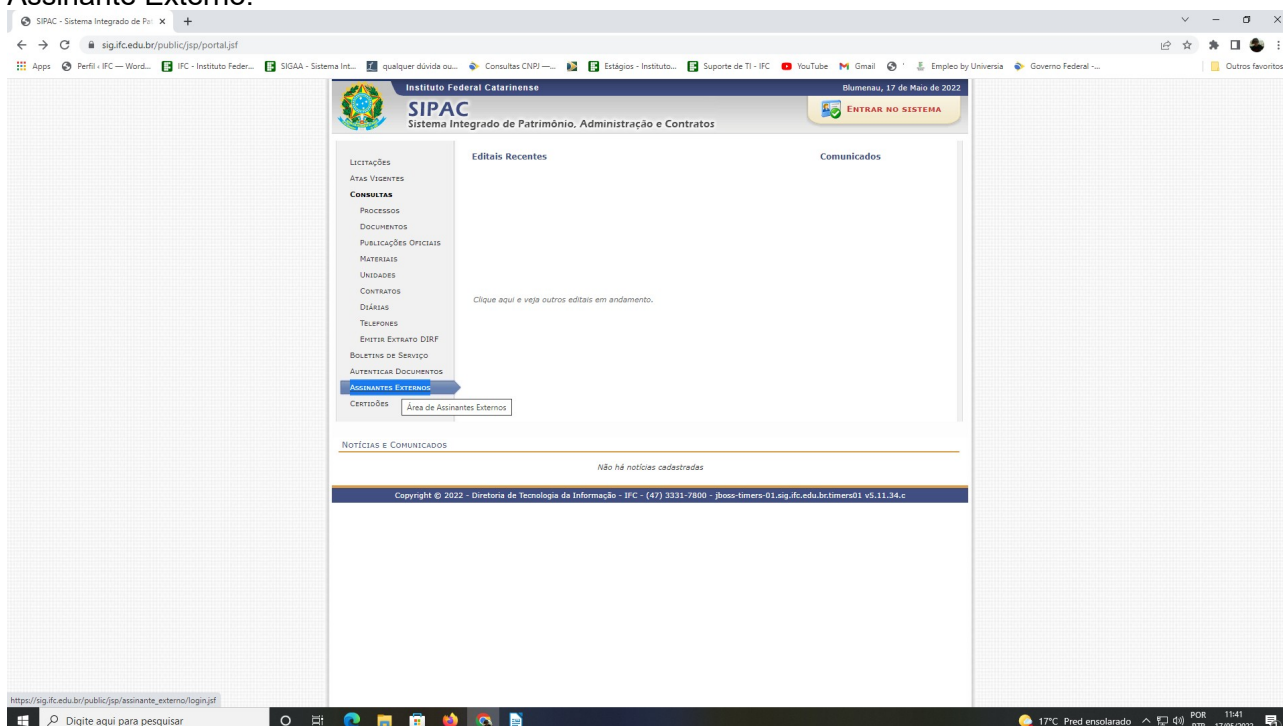 Assinante Externo.
SIPAC - Sistema Integrado de Pat
sig.ifc.edu.br/public/jsp/portal.jsf
Apps Perfil ‹ IFC — Word... IFC - Instituto Feder... SIGAA - Sistema Int... qualquer dúvida ou... Consultas CNPJ —... Estágios - Instituto... Suporte de TI - IFC YouTube Gmail Empleo by Universia Governo Federal -... Outros favoritos
Instituto Federal Catarinense Blumenau, 17 de Maio de 2022
SIPAC ENTRAR NO SISTEMA
Sistema Integrado de Patrimônio, Administração e Contratos
Editais Recentes Comunicados
LICITAÇÕES
ATAS VIGENTES
CONSULTAS
PROCESSOS
DOCUMENTOS
PUBLICAÇÕES OFICIAIS
MATERIAIS
UNIDADES
CONTRATOS
DIÁRIAS
TELEFONES
EMITIR EXTRATO DIRF
BOLETINS DE SERVIÇO
AUTENTICAR DOCUMENTOS
ASSINANTES EXTERNOS
CERTIDÕES
Área de Assinantes Externos
Clique aqui e veja outros editais em andamento.
NOTÍCIAS E COMUNICADOS
Não há notícias cadastradas
Copyright © 2022 - Diretoria de Tecnologia da Informação - IFC - (47) 3331-7800 - jboss-timers-01.sig.ifc.edu.br.timers01 v5.11.34.c
https://sig.ifc.edu.br/public/jsp/assinante_externo/login.jsf
Digite aqui para pesquisar 17°C Pred ensolarado POR 11:41
17/05/2022